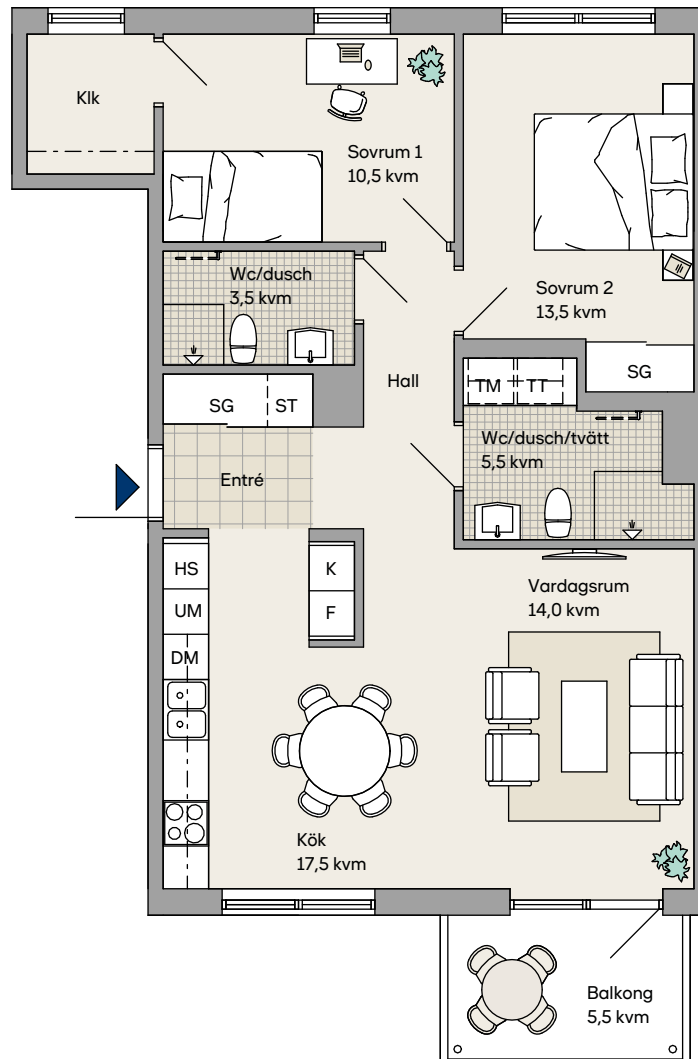 Klk
Sovrum 1
10,5 kvm
Wc/dusch
3,5 kvm
Sovrum 2
13,5 kvm
SG
ST
Hall
TM
TT
SG
Wc/dusch/tvätt
5,5 kvm
Entré
HS
UM
DM
K
F
Vardagsrum
14,0 kvm
Kök
17,5 kvm
Balkong
5,5 kvm